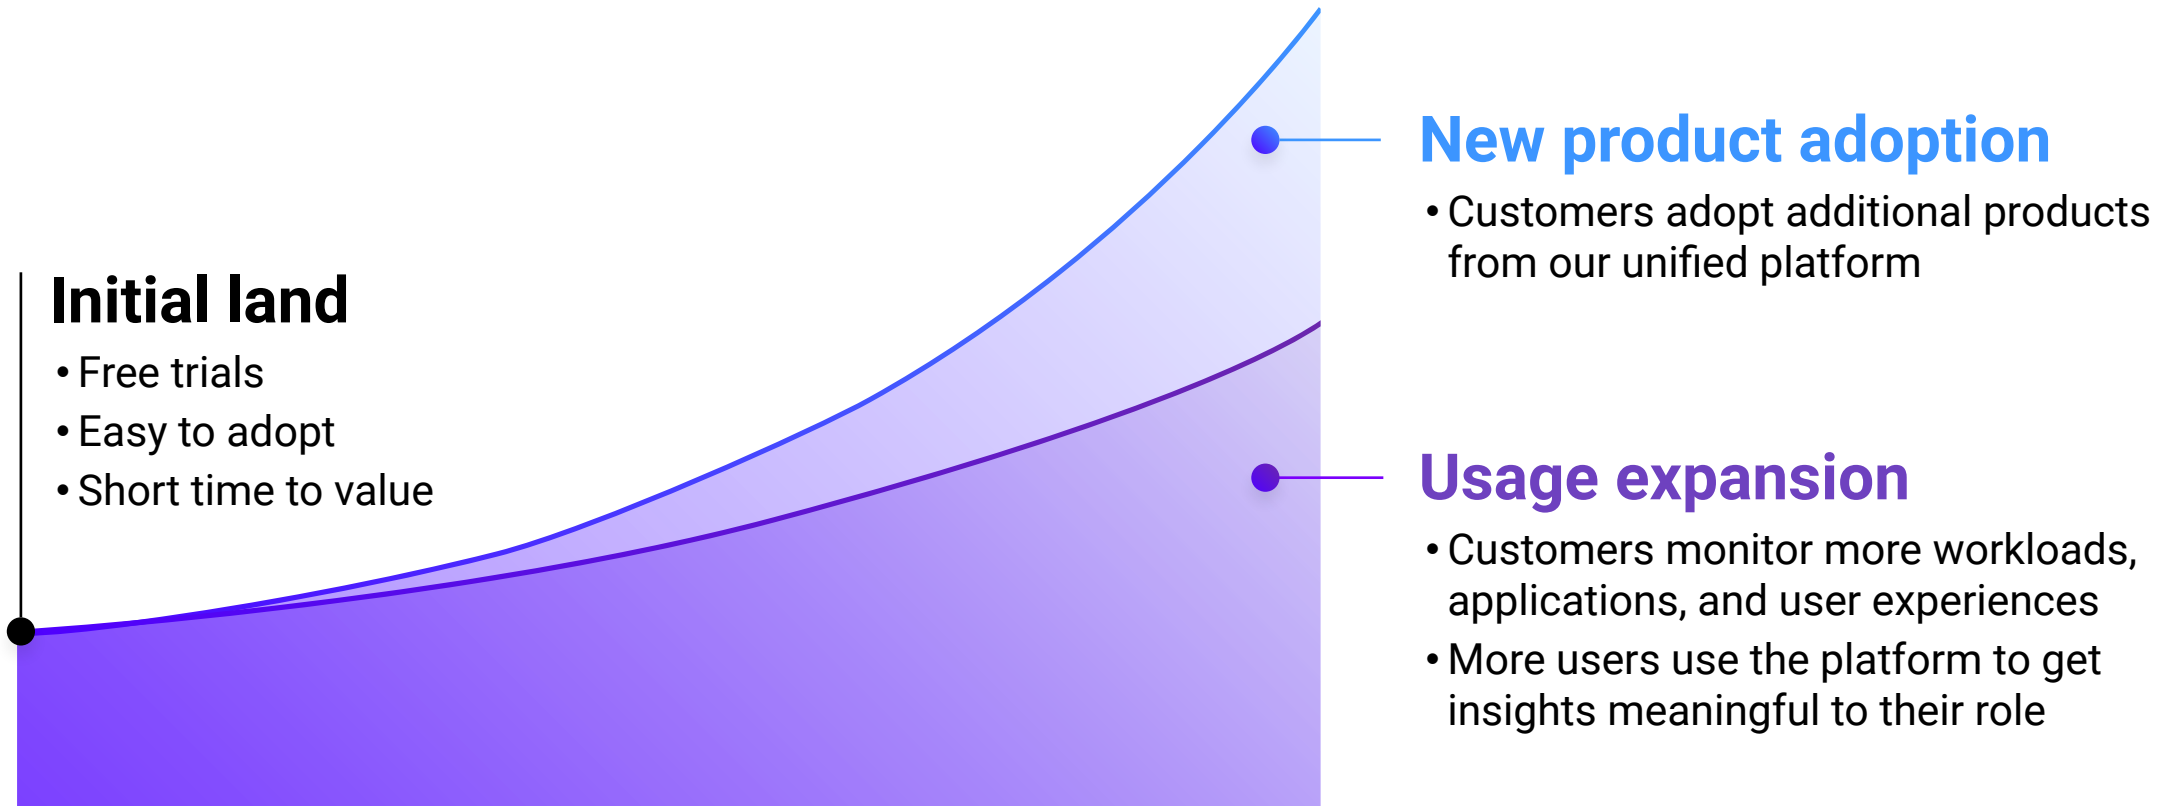 Initial land
• Free trials
• Easy to adopt
• Short time to value
New product adoption
• Customers adopt additional products
from our unified platform
Usage expansion
• Customers monitor more workloads,
applications, and user experiences
• More users use the platform to get
insights meaningful to their role